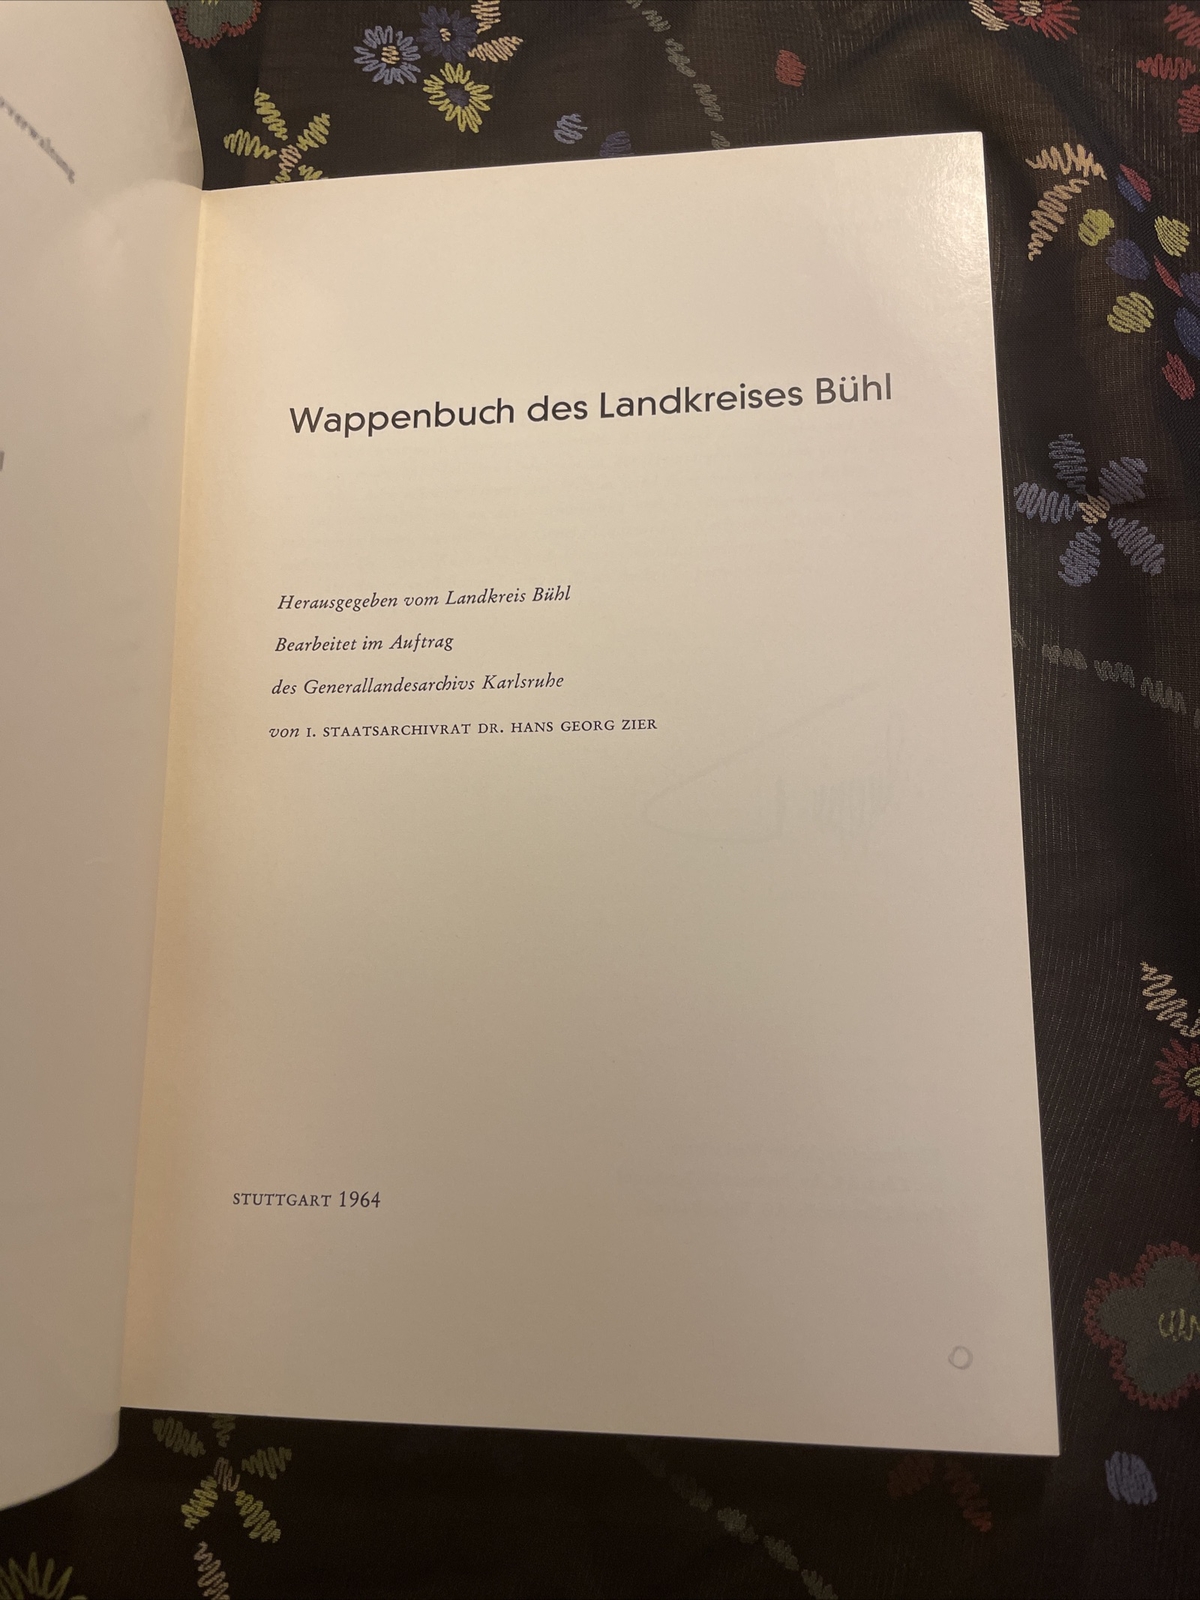 Wappenbuch des Landkreises Bühl
Herausgegeben vom Landkreis Bühl
Bearbeitet im Auftrag
des Generallandesarchivs Karlsruhe
von I. STAATSARCHIVRAT DR. HANS GEORG ZIER
STUTTGART 1964